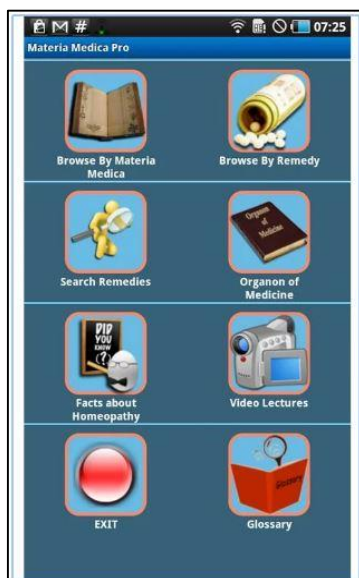 # 07:25
Materia Medica Pro
Browse By Materia
Medica
Browse By Remedy
Search Remedies
Organon
of
Medicine
Organon of
Medicine
DID
YOU
KNOW
(?)
Facts about
Homeopathy
Video Lectures
EXIT
Glossary
Glossary